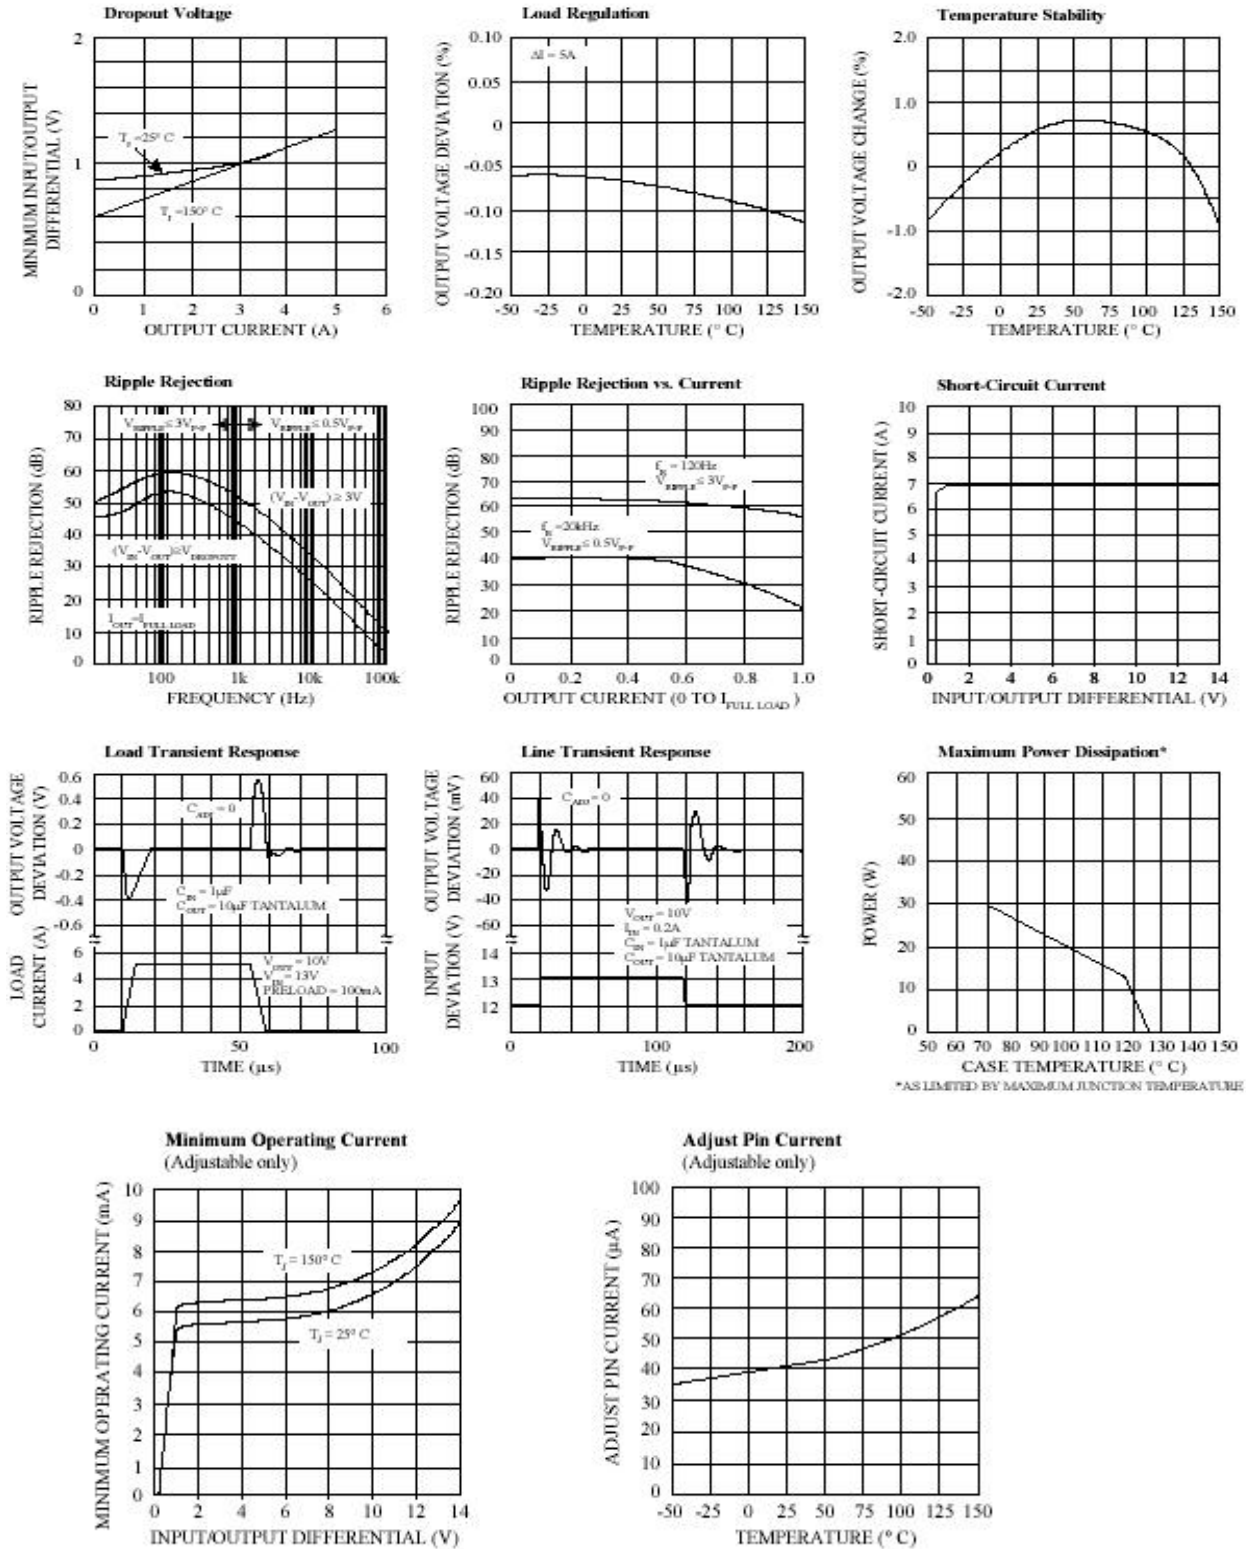 Dropout Voltage
2
1
0
0 1 2 3 4 5 6
MINIMUM INPUT/OUTPUT
DIFFERENTIAL (V)
TJ =25° C
TJ =150° C
OUTPUT CURRENT (A)
Load Regulation
0.10
0.05
0
-0.05
-0.10
-0.15
-0.20
-50 0 25 50 75 100 125 150
OUTPUT VOLTAGE DEVIATION (%)
ΔI = 5A
TEMPERATURE (° C)
Temperature Stability
2.0
1.0
0
-1.0
-2.0
-50 -25 0 25 50 75 100 125 150
OUTPUT VOLTAGE CHANGE (%)
TEMPERATURE (° C)
Ripple Rejection
80
70
60
50
40
30
20
10
0
100 1k 10k 100k
RIPPLE REJECTION (dB)
VRIPPLE ≤ 3VP-P
VRIPPLE ≤ 0.5VP-P
(VIN-VOUT) ≥ 3V
(VIN-VOUT) ≥VDROPOUT
IOUT=IFULL LOAD
FREQUENCY (Hz)
Ripple Rejection vs. Current
100
90
80
70
60
50
40
30
20
10
0
0 0.2 0.4 0.6 0.8 1.0
RIPPLE REJECTION (dB)
fIN = 120Hz
VRIPPLE ≤ 3VP-P
fIN =20kHz
VRIPPLE ≤ 0.5VP-P
OUTPUT CURRENT (0 TO IFULL LOAD )
Short-Circuit Current
10
9
8
7
6
5
4
3
2
1
0
0 2 4 6 8 10 12 14
SHORT-CIRCUIT CURRENT (A)
INPUT/OUTPUT DIFFERENTIAL (V)
Load Transient Response
0.6
0.4
0.2
0
-0.2
-0.4
-0.6
6
4
2
0
0 50 100
OUTPUT VOLTAGE
DEVIATION (V)
LOAD
CURRENT (A)
CADJ = 0
CIN = 1µF
COUT = 10µF TANTALUM
VOUT = 10V
VIN = 13V
PRELOAD = 100mA
TIME (µs)
Line Transient Response
60
40
20
0
-20
-40
-60
14
13
12
0 100 200
OUTPUT VOLTAGE
DEVIATION (mV)
INPUT
DEVIATION (V)
CADJ = 0
VOUT = 10V
IIN = 0.2A
CIN = 1µF TANTALUM
COUT = 10µF TANTALUM
TIME (µs)
Maximum Power Dissipation*
60
50
40
30
20
10
0
50 60 70 80 90 100 110 120 130 140 150
POWER (W)
CASE TEMPERATURE (° C)
*AS LIMITED BY MAXIMUM JUNCTION TEMPERATURE
Minimum Operating Current
(Adjustable only)
10
9
8
7
6
5
4
3
2
1
0
0 2 4 6 8 10 12 14
MINIMUM OPERATING CURRENT (mA)
TJ = 150° C
TJ = 25° C
INPUT/OUTPUT DIFFERENTIAL (V)
Adjust Pin Current
(Adjustable only)
100
90
80
70
60
50
40
30
20
10
0
-50 -25 0 25 50 75 100 125 150
ADJUST PIN CURRENT (µA)
TEMPERATURE (° C)